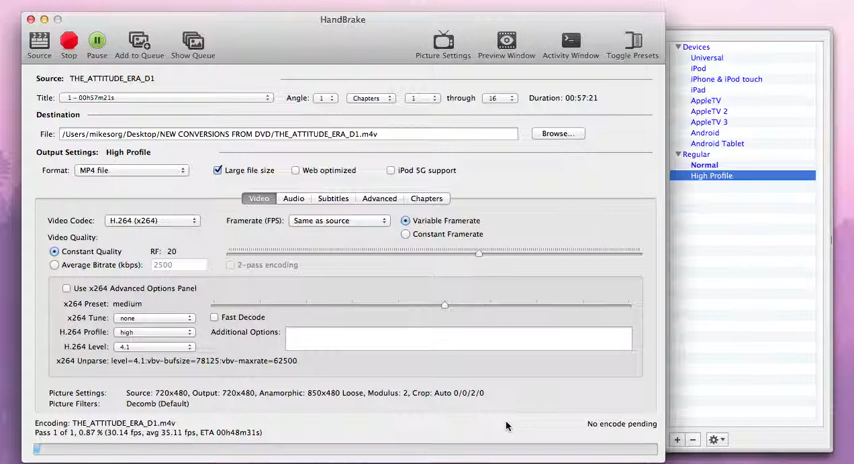 HandBrake
Source Stop Pause Add to Queue Show Queue Picture Settings Preview Window Activity Window Toggle Presets
Source: THE_ATTITUDE_ERA_D1
Title: 1 - 00h57m21s Angle: 1 Chapters 1 through 16 Duration: 00:57:21
Destination
File: /Users/mikesorg/Desktop/NEW CONVERSIONS FROM DVD/THE_ATTITUDE_ERA_D1.m4v Browse...
Output Settings: High Profile
Format: MP4 file Large file size Web optimized iPod 5G support
Video Audio Subtitles Advanced Chapters
Video Codec: H.264 (x264) Framerate (FPS): Same as source Variable Framerate
Constant Framerate
Video Quality:
Constant Quality RF: 20
Average Bitrate (kbps): 2500 2-pass encoding
Use x264 Advanced Options Panel
x264 Preset: medium
x264 Tune: none Fast Decode
H.264 Profile: high Additional Options:
H.264 Level: 4.1
x264 Unparse: level=4.1:vbv-bufsize=78125:vbv-maxrate=62500
Picture Settings: Source: 720x480, Output: 720x480, Anamorphic: 850x480 Loose, Modulus: 2, Crop: Auto 0/0/2/0
Picture Filters: Decomb (Default)
Encoding: THE_ATTITUDE_ERA_D1.m4v No encode pending
Pass 1 of 1, 0.87 % (30.14 fps, avg 35.11 fps, ETA 00h48m31s)
Devices
Universal
iPod
iPhone & iPod touch
iPad
AppleTV
AppleTV 2
AppleTV 3
Android
Android Tablet
Regular
Normal
High Profile